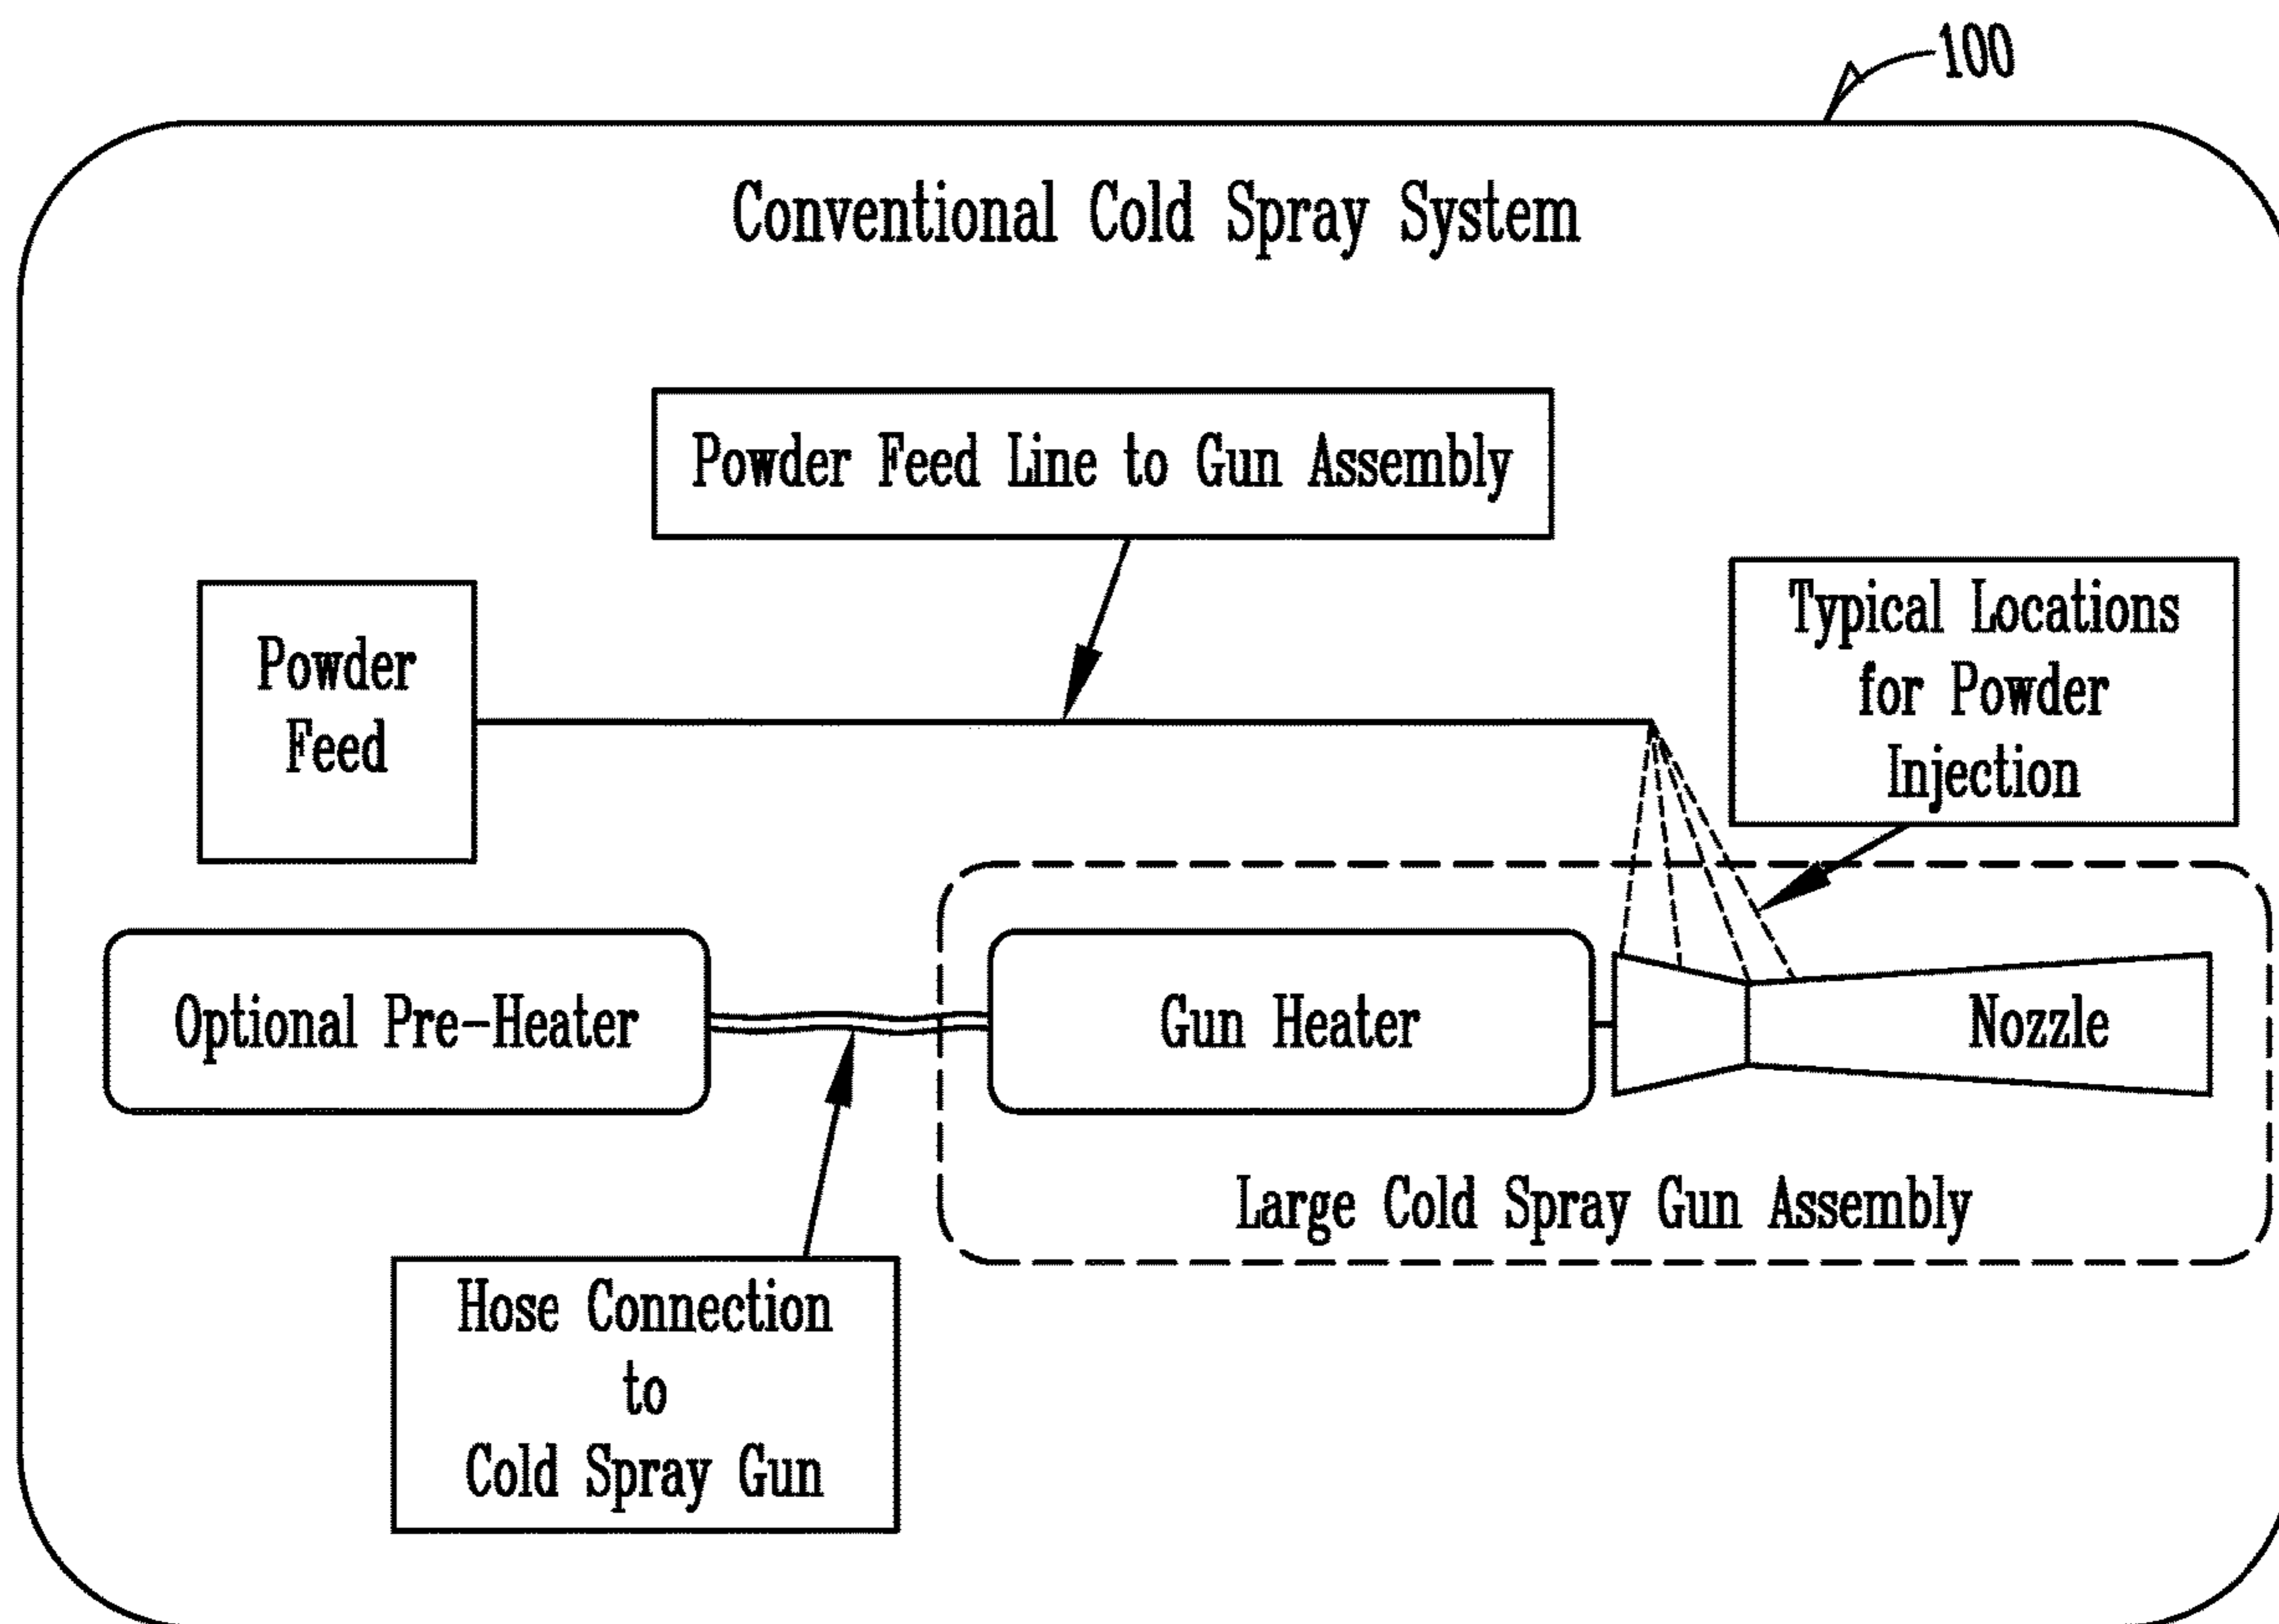 100
Conventional Cold Spray System
Powder Feed Line to Gun Assembly
Powder
Feed
Typical Locations
for Powder
Injection
Optional Pre-Heater
Gun Heater
Nozzle
Large Cold Spray Gun Assembly
Hose Connection
to
Cold Spray Gun